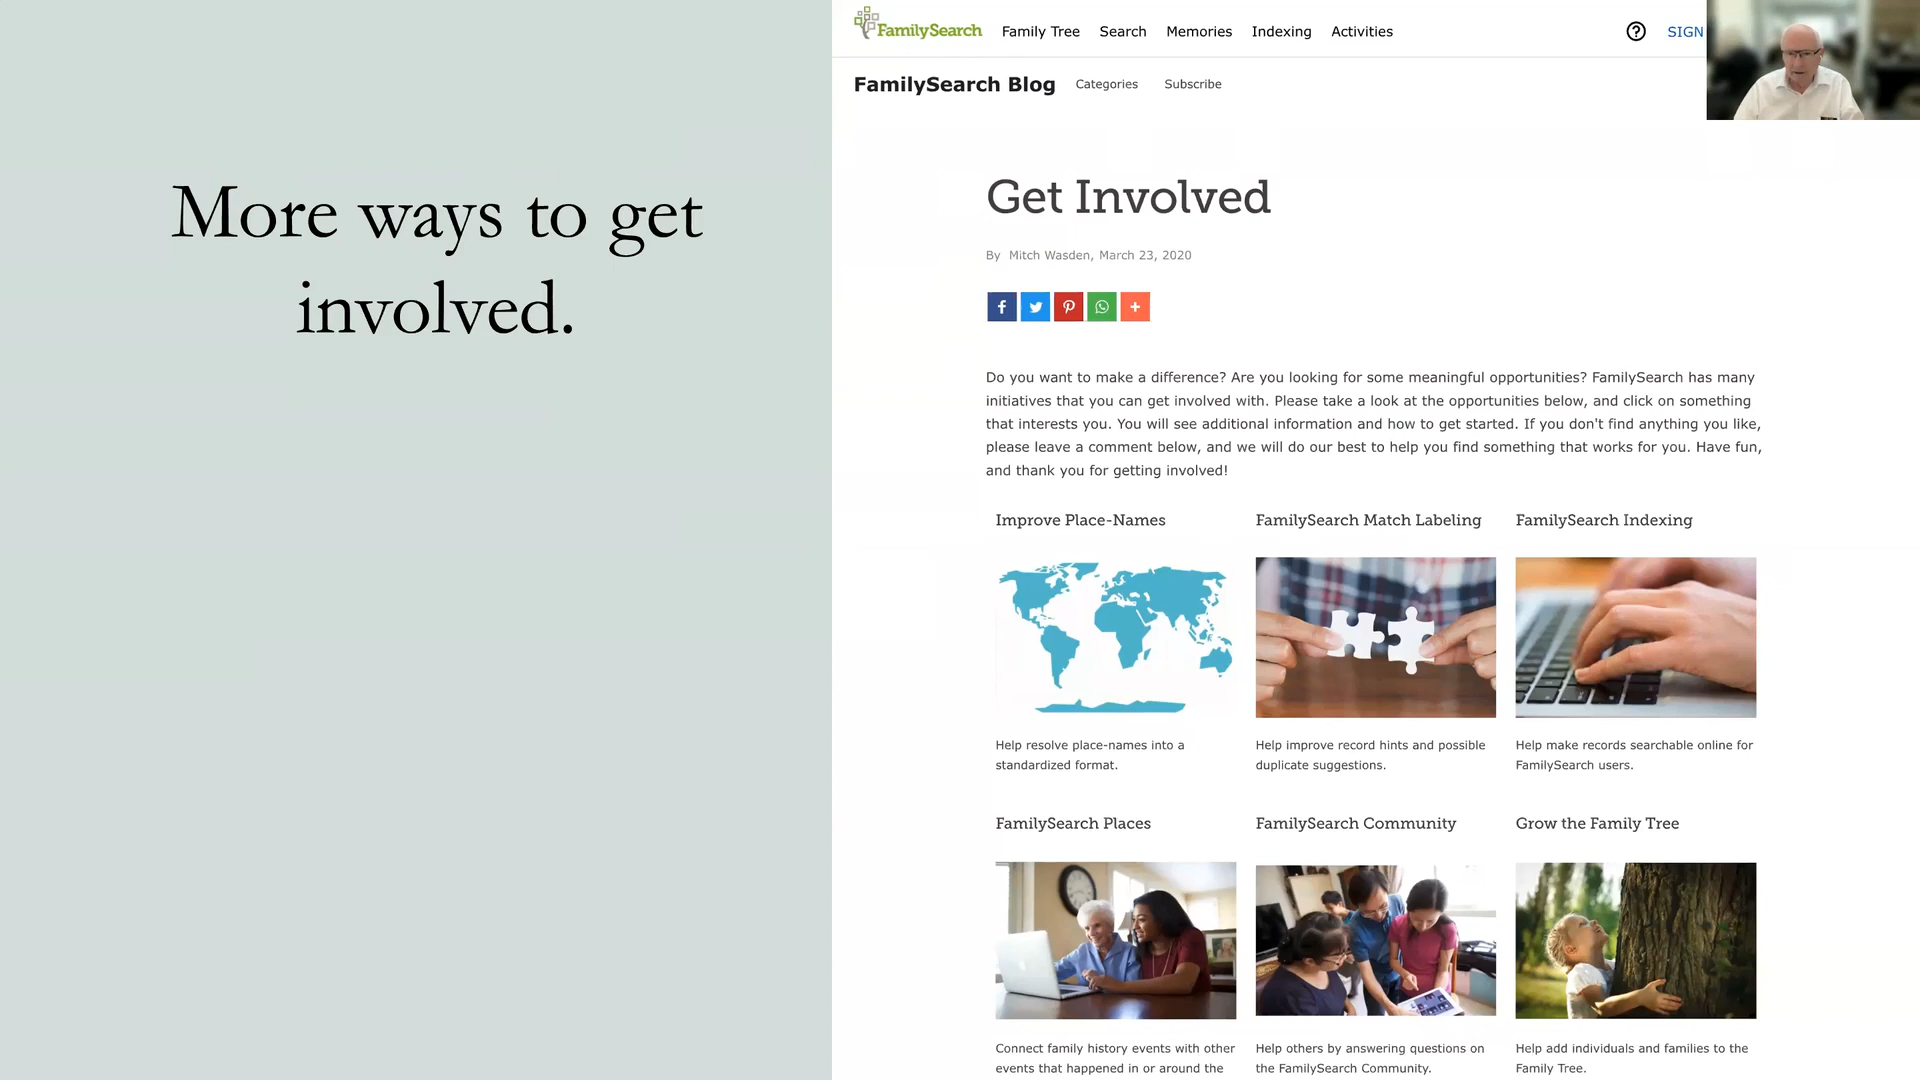 More ways to get
involved.
FamilySearch
Family Tree
Search
Memories
Indexing
Activities
SIGN
FamilySearch Blog
Categories
Subscribe
Get Involved
By Mitch Wasden, March 23, 2020
Do you want to make a difference? Are you looking for some meaningful opportunities? FamilySearch has many
initiatives that you can get involved with. Please take a look at the opportunities below, and click on something
that interests you. You will see additional information and how to get started. If you don't find anything you like,
please leave a comment below, and we will do our best to help you find something that works for you. Have fun,
and thank you for getting involved!
Improve Place-Names
Help resolve place-names into a
standardized format.
FamilySearch Match Labeling
Help improve record hints and possible
duplicate suggestions.
FamilySearch Indexing
Help make records searchable online for
FamilySearch users.
FamilySearch Places
Connect family history events with other
events that happened in or around the
FamilySearch Community
Help others by answering questions on
the FamilySearch Community.
Grow the Family Tree
Help add individuals and families to the
Family Tree.